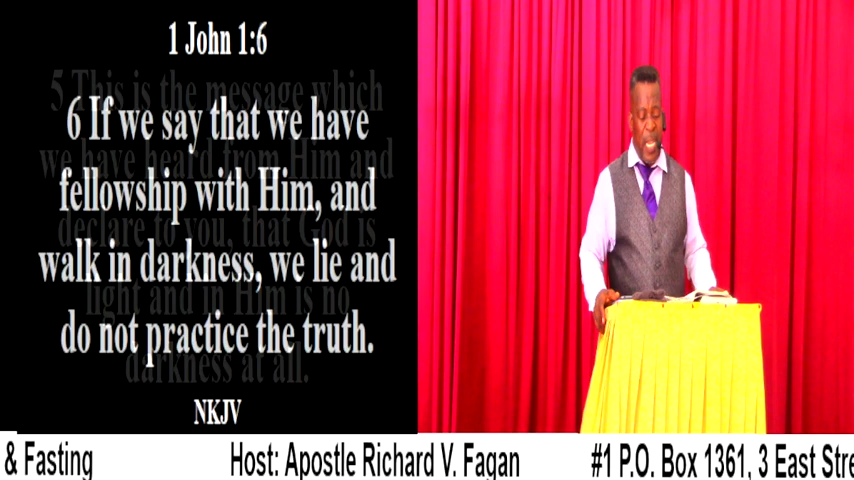 1 John 1:6
5 This is the message which
6 If we say that we have
we have heard from Him and
fellowship with Him, and
declare to you, that God is
walk in darkness, we lie and
light and in Him is no
do not practice the truth.
darkness at all.
NKJV
& Fasting Host: Apostle Richard V. Fagan #1 P.O. Box 1361, 3 East Stre